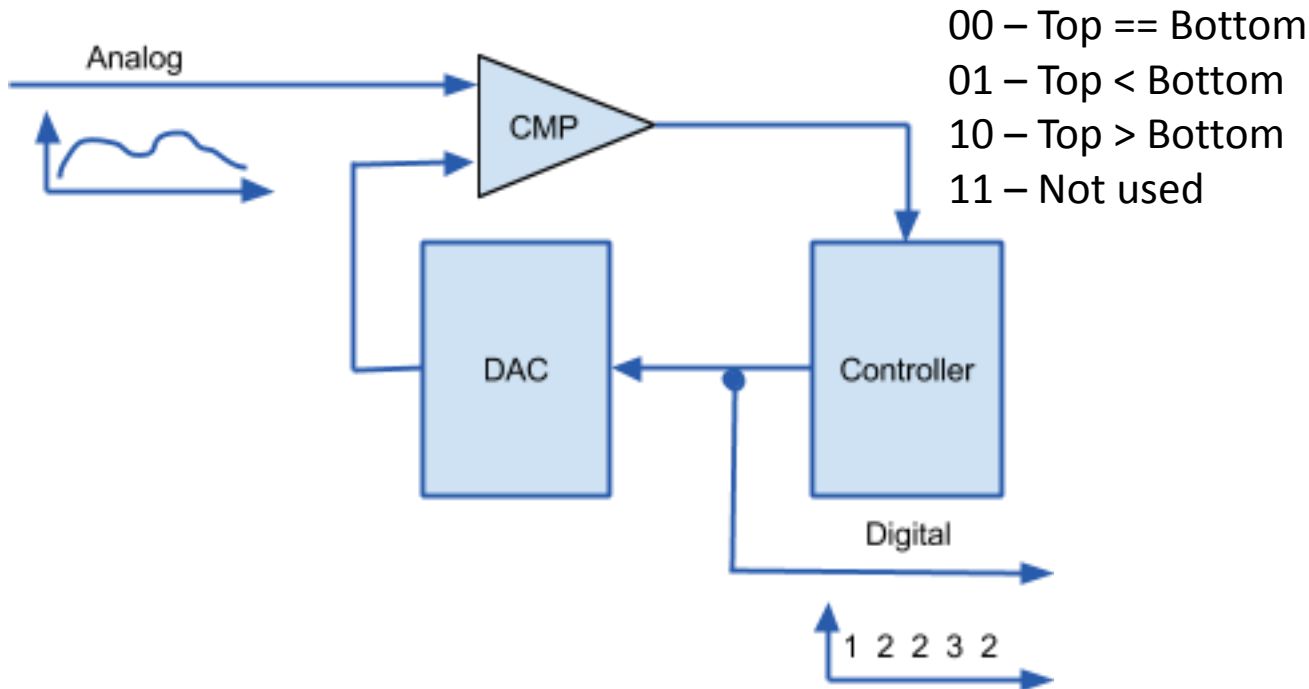 00 – Top == Bottom
01 – Top < Bottom
10 – Top > Bottom
11 – Not used
Analog
CMP
DAC
Controller
Digital
1 2 2 3 2